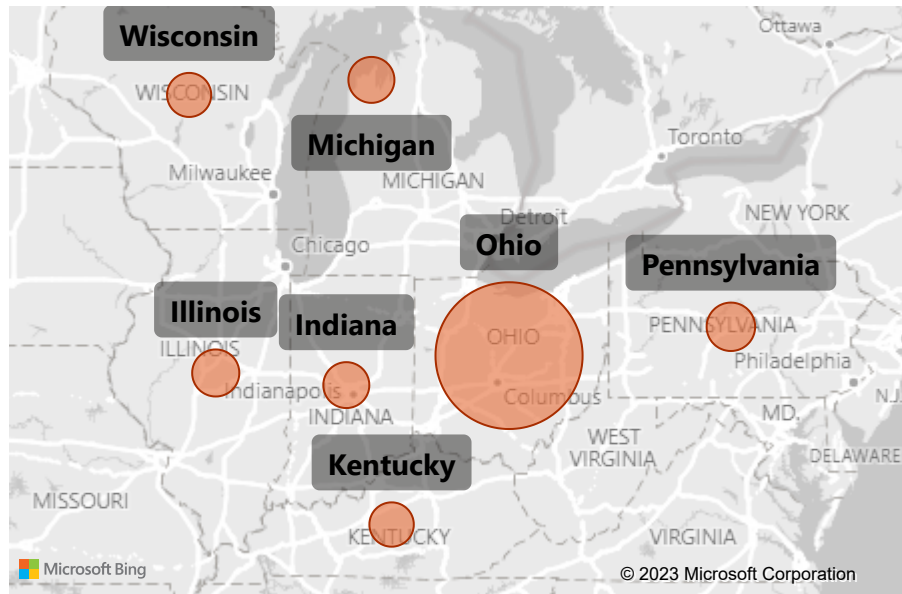 Wisconsin
Ottawa
WISCONSIN
Toronto
Michigan
Milwaukee
MICHIGAN
Detroit
NEW YORK
Chicago
Ohio
Pennsylvania
Illinois
Indiana
OHIO
PENNSYLVANIA
ILLINOIS
Philadelphia
Indianapolis
Columbus
N.J.
INDIANA
MD.
WEST
VIRGINIA
DELAWARE
Kentucky
MISSOURI
KENTUCKY
VIRGINIA
Microsoft Bing
© 2023 Microsoft Corporation